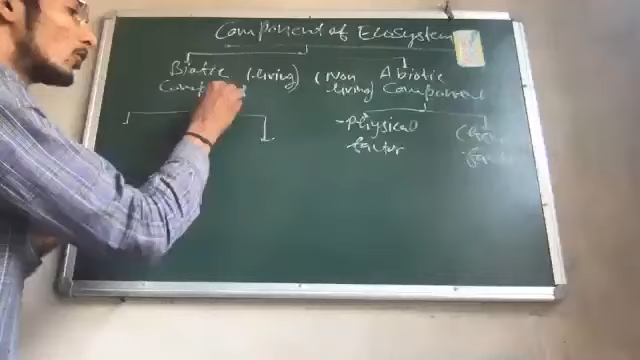 Component of EcoSystem
Biotic (living) (Non Abiotic
living) Component
Physical
factor